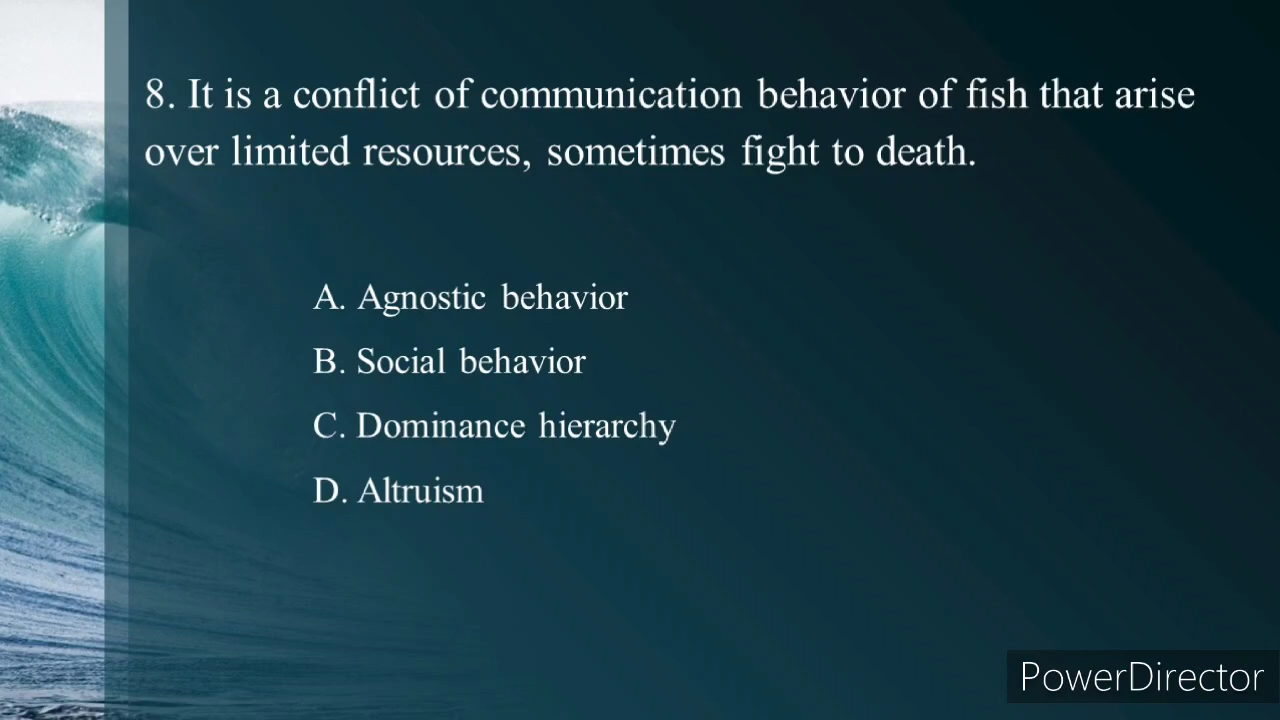 8. It is a conflict of communication behavior of fish that arise
over limited resources, sometimes fight to death.
A. Agnostic behavior
B. Social behavior
C. Dominance hierarchy
D. Altruism
PowerDirector